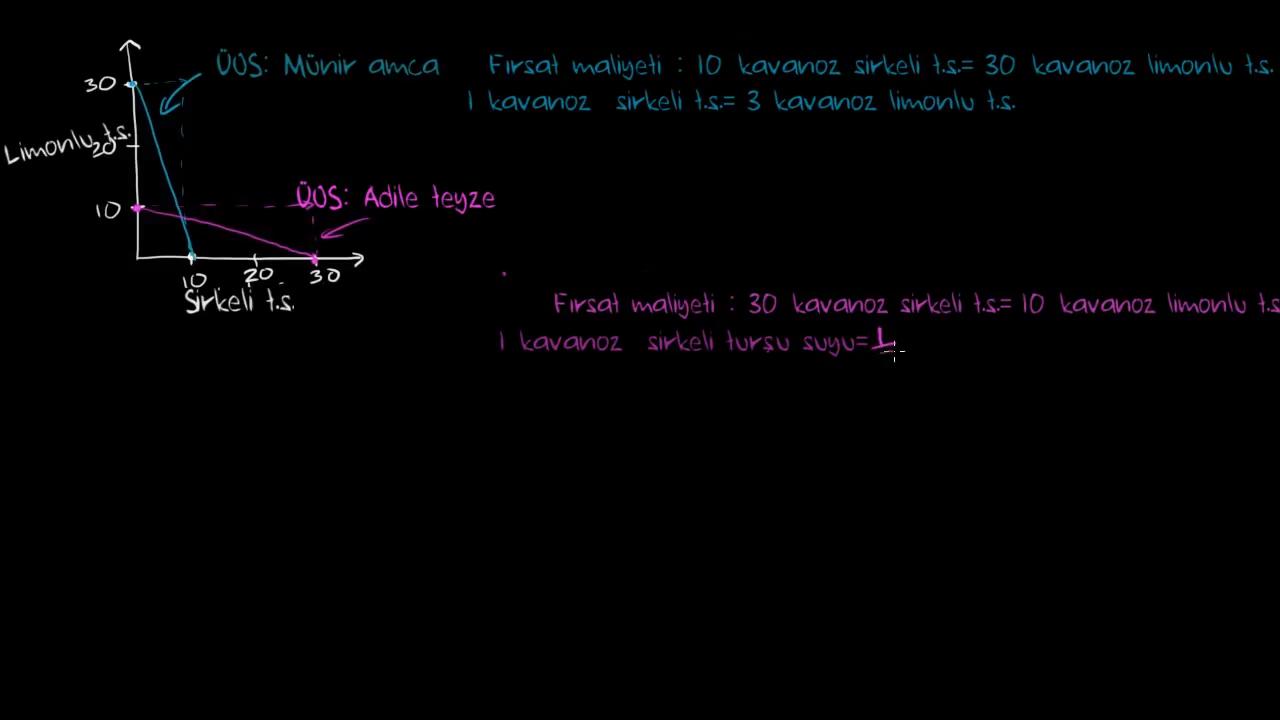 ÜOS: Münir amca
Fırsat maliyeti : 10 kavanoz sirkeli t.s.= 30 kavanoz limonlu t.s.
1 kavanoz sirkeli t.s.= 3 kavanoz limonlu t.s.
30
Limonlu t.s.
20
10
ÜOS: Adile teyze
10
20
30
Sirkeli t.s.
Fırsat maliyeti : 30 kavanoz sirkeli t.s.= 10 kavanoz limonlu t.s
1 kavanoz sirkeli turşu suyu= 1